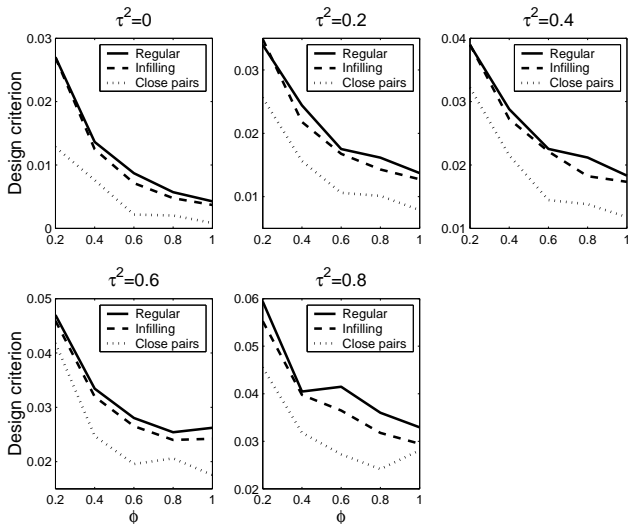 τ²=0
0.03
0.02
0.01
0
0.2 0.4 0.6 0.8 1
Design criterion
Regular
Infilling
Close pairs
τ²=0.2
0.03
0.02
0.01
0.2 0.4 0.6 0.8 1
Regular
Infilling
Close pairs
τ²=0.4
0.04
0.03
0.02
0.01
0.2 0.4 0.6 0.8 1
Regular
Infilling
Close pairs
τ²=0.6
0.05
0.04
0.03
0.02
0.2 0.4 0.6 0.8 1
Design criterion
ϕ
Regular
Infilling
Close pairs
τ²=0.8
0.06
0.05
0.04
0.03
0.02
0.2 0.4 0.6 0.8 1
ϕ
Regular
Infilling
Close pairs